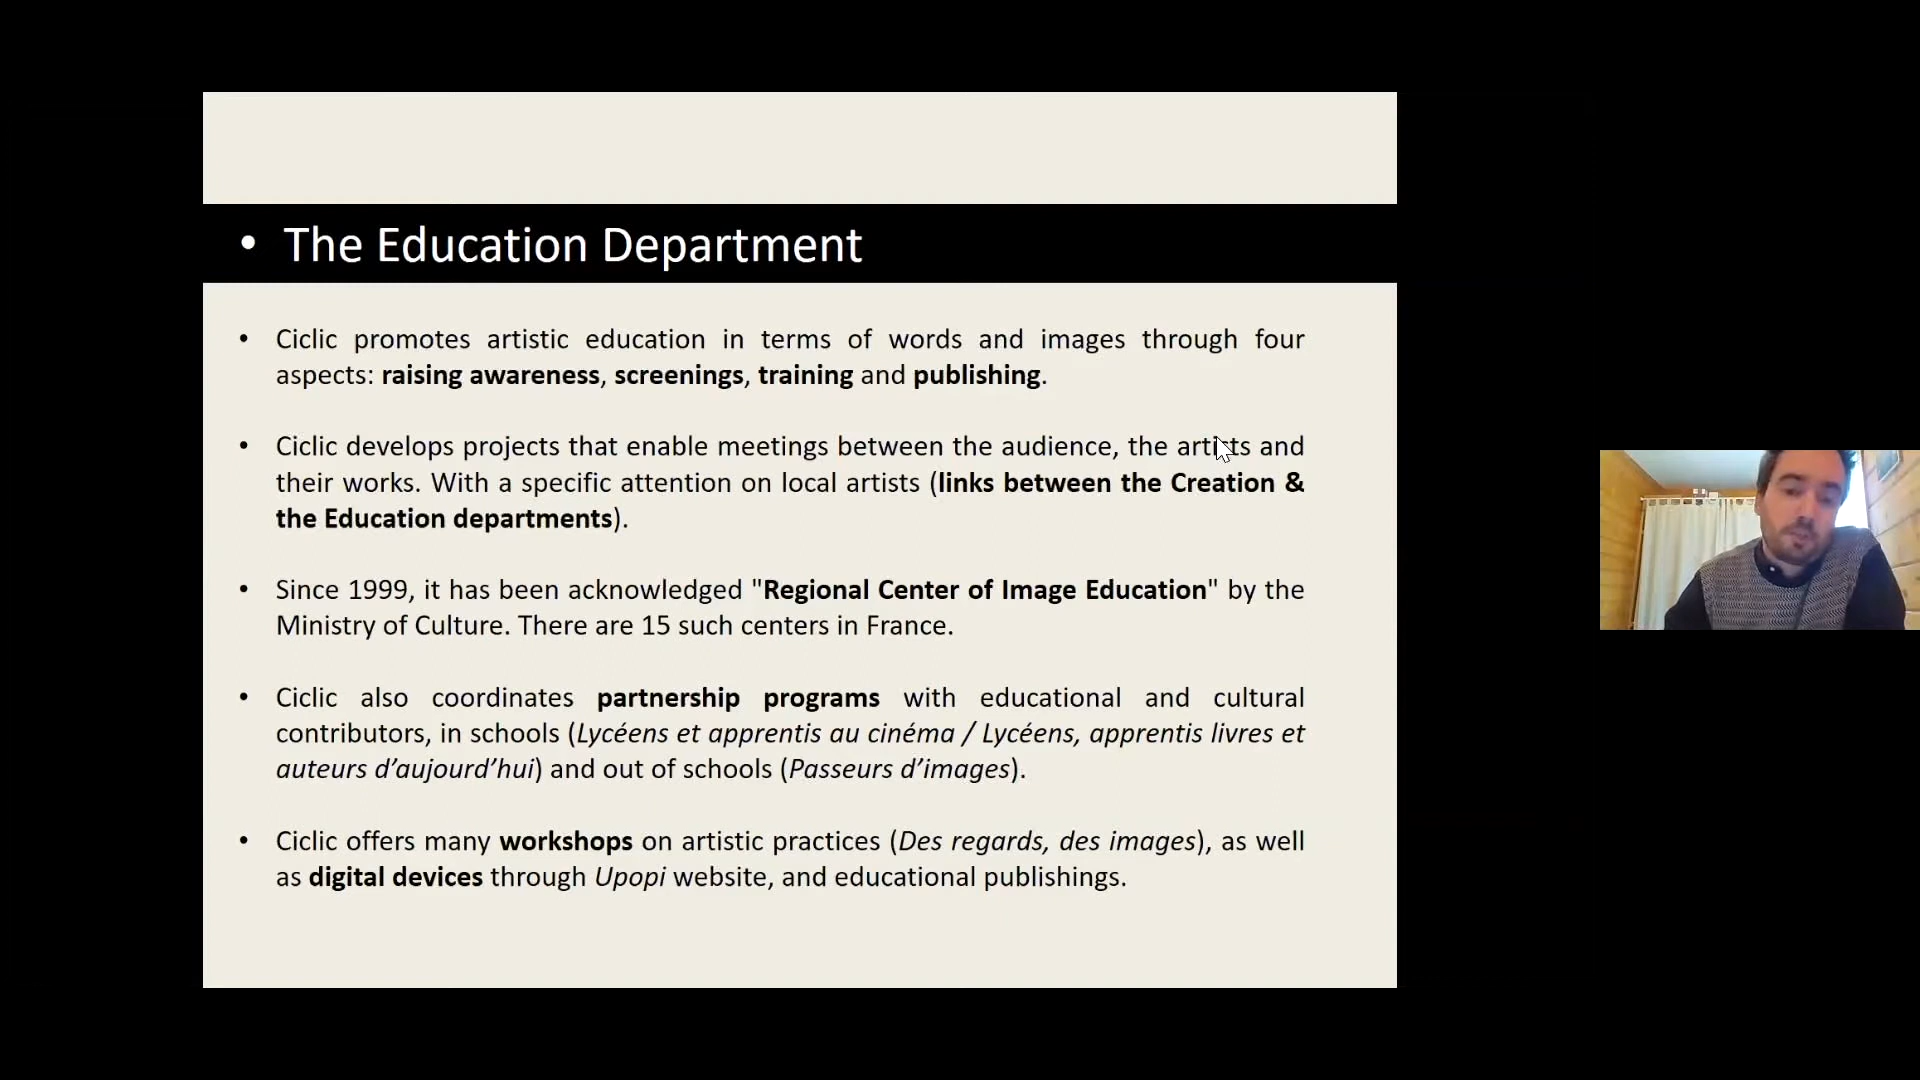 • The Education Department
• Ciclic promotes artistic education in terms of words and images through four
aspects: raising awareness, screenings, training and publishing.
• Ciclic develops projects that enable meetings between the audience, the artists and
their works. With a specific attention on local artists (links between the Creation &
the Education departments).
• Since 1999, it has been acknowledged "Regional Center of Image Education" by the
Ministry of Culture. There are 15 such centers in France.
• Ciclic also coordinates partnership programs with educational and cultural
contributors, in schools (Lycéens et apprentis au cinéma / Lycéens, apprentis livres et
auteurs d’aujourd’hui) and out of schools (Passeurs d’images).
• Ciclic offers many workshops on artistic practices (Des regards, des images), as well
as digital devices through Upopi website, and educational publishings.